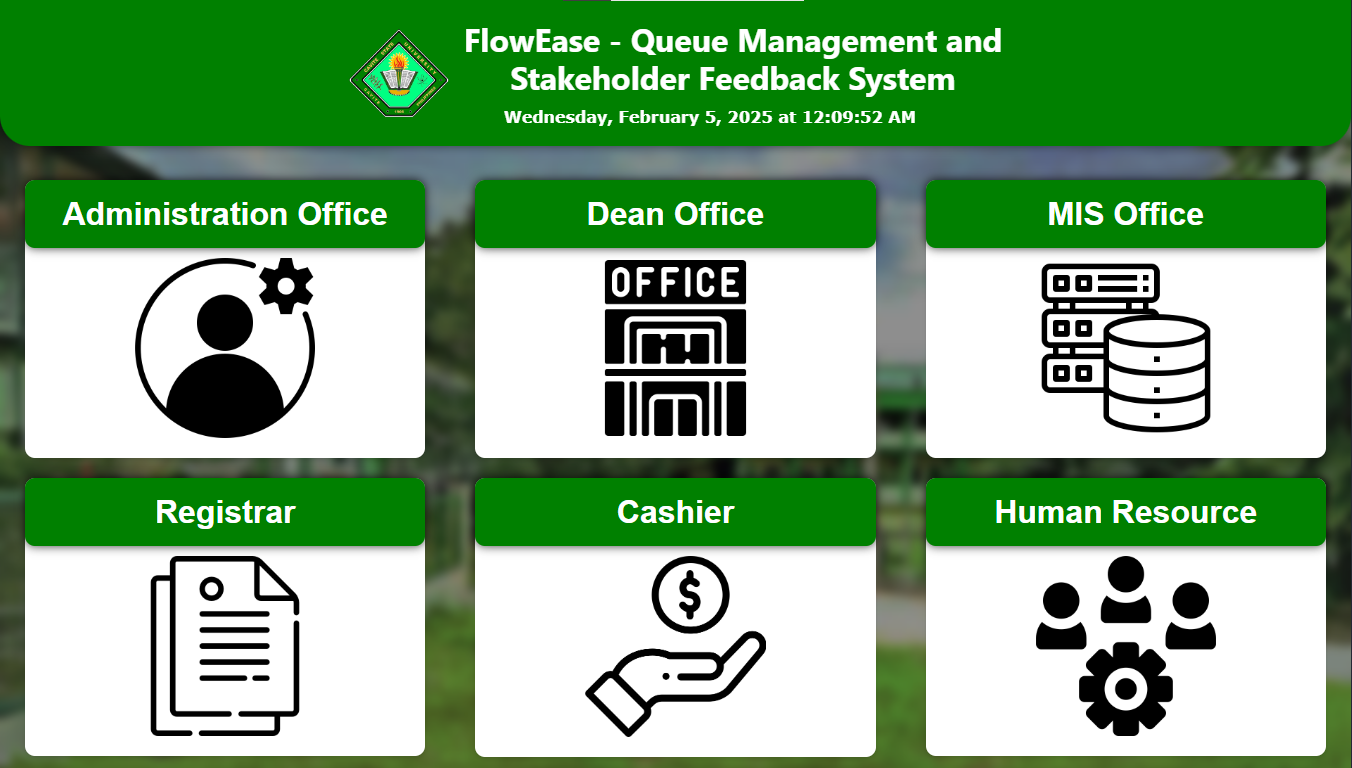 FlowEase - Queue Management and
Stakeholder Feedback System
Wednesday, February 5, 2025 at 12:09:52 AM
Administration Office
Dean Office
MIS Office
OFFICE
Registrar
Cashier
Human Resource
$